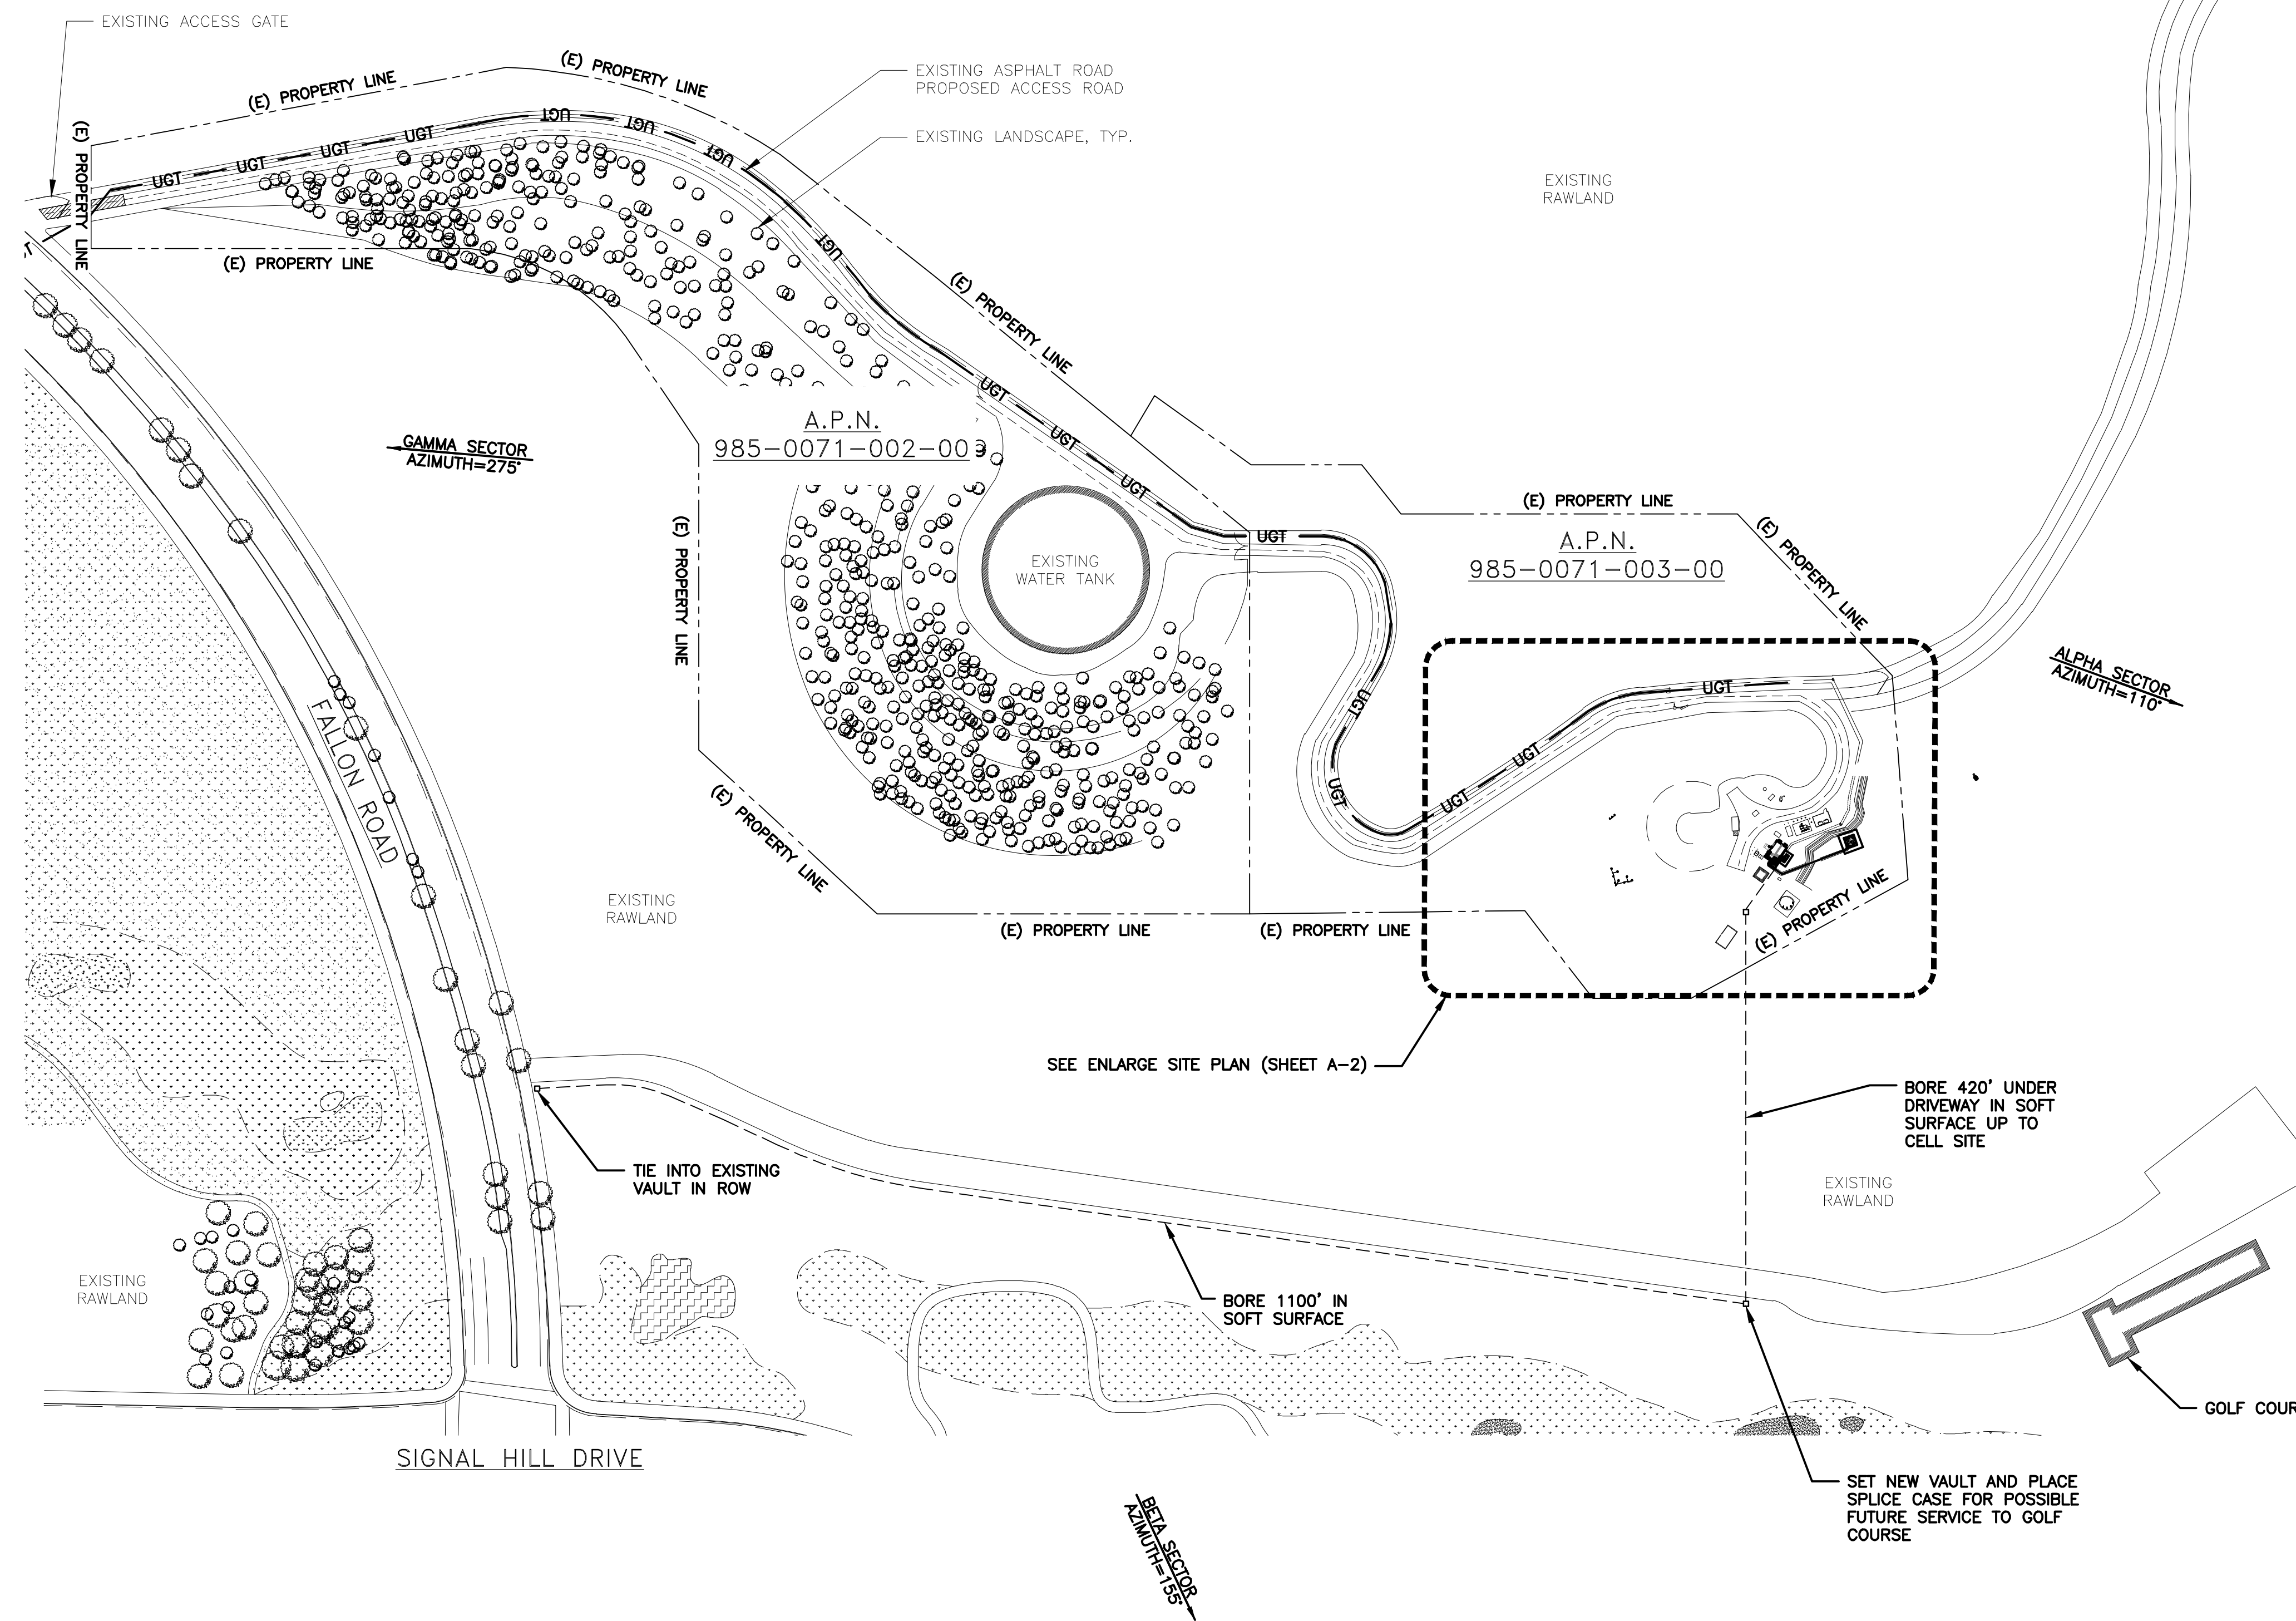 EXISTING ACCESS GATE
(E) PROPERTY LINE
(E) PROPERTY LINE
EXISTING ASPHALT ROAD
PROPOSED ACCESS ROAD
EXISTING LANDSCAPE, TYP.
(E) PROPERTY LINE
UGT
UGT
UGT
UGT
UGT
UGT
UGT
UGT
(E) PROPERTY LINE
EXISTING
RAWLAND
(E) PROPERTY LINE
A.P.N.
985-0071-002-00
GAMMA SECTOR
AZIMUTH=275°
UGT
UGT
UGT
UGT
(E) PROPERTY LINE
A.P.N.
985-0071-003-00
(E) PROPERTY LINE
(E) PROPERTY LINE
EXISTING
WATER TANK
ALPHA SECTOR
AZIMUTH=110°
UGT
UGT
UGT
UGT
UGT
FALLON ROAD
(E) PROPERTY LINE
EXISTING
RAWLAND
(E) PROPERTY LINE
(E) PROPERTY LINE
(E) PROPERTY LINE
SEE ENLARGE SITE PLAN (SHEET A-2)
BORE 420' UNDER
DRIVEWAY IN SOFT
SURFACE UP TO
CELL SITE
TIE INTO EXISTING
VAULT IN ROW
EXISTING
RAWLAND
EXISTING
RAWLAND
BORE 1100' IN
SOFT SURFACE
GOLF COUR
SIGNAL HILL DRIVE
SET NEW VAULT AND PLACE
SPLICE CASE FOR POSSIBLE
FUTURE SERVICE TO GOLF
COURSE
BETA SECTOR
AZIMUTH=155°